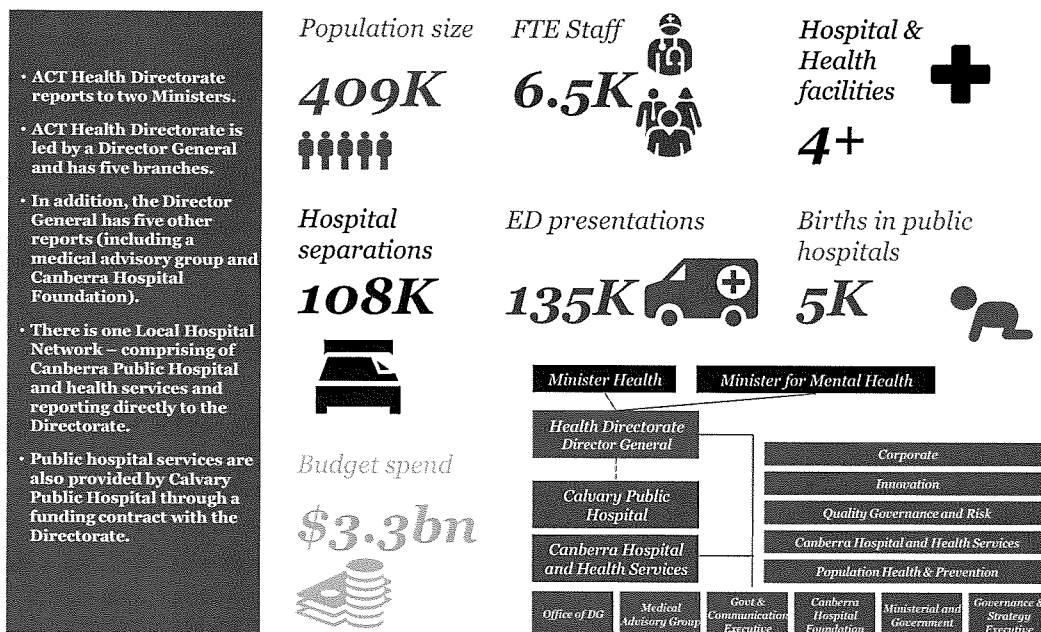 • ACT Health Directorate
reports to two Ministers.
• ACT Health Directorate is
led by a Director General
and has five branches.
• In addition, the Director
General has five other
reports (including a
medical advisory group and
Canberra Hospital
Foundation).
• There is one Local Hospital
Network – comprising of
Canberra Public Hospital
and health services and
reporting directly to the
Directorate.
• Public hospital services are
also provided by Calvary
Public Hospital through a
funding contract with the
Directorate.
Population size
409K
FTE Staff
6.5K
Hospital &
Health
facilities
4+
Hospital
separations
108K
ED presentations
135K
Births in public
hospitals
5K
Budget spend
$3.3bn
Minister Health
Minister for Mental Health
Health Directorate
Director General
Calvary Public
Hospital
Canberra Hospital
and Health Services
Corporate
Innovation
Quality Governance and Risk
Canberra Hospital and Health Services
Population Health & Prevention
Office of DG
Medical
Advisory Group
Govt &
Communication
Executive
Canberra
Hospital
Foundation
Ministerial and
Government
Governance &
Strategy
Executive